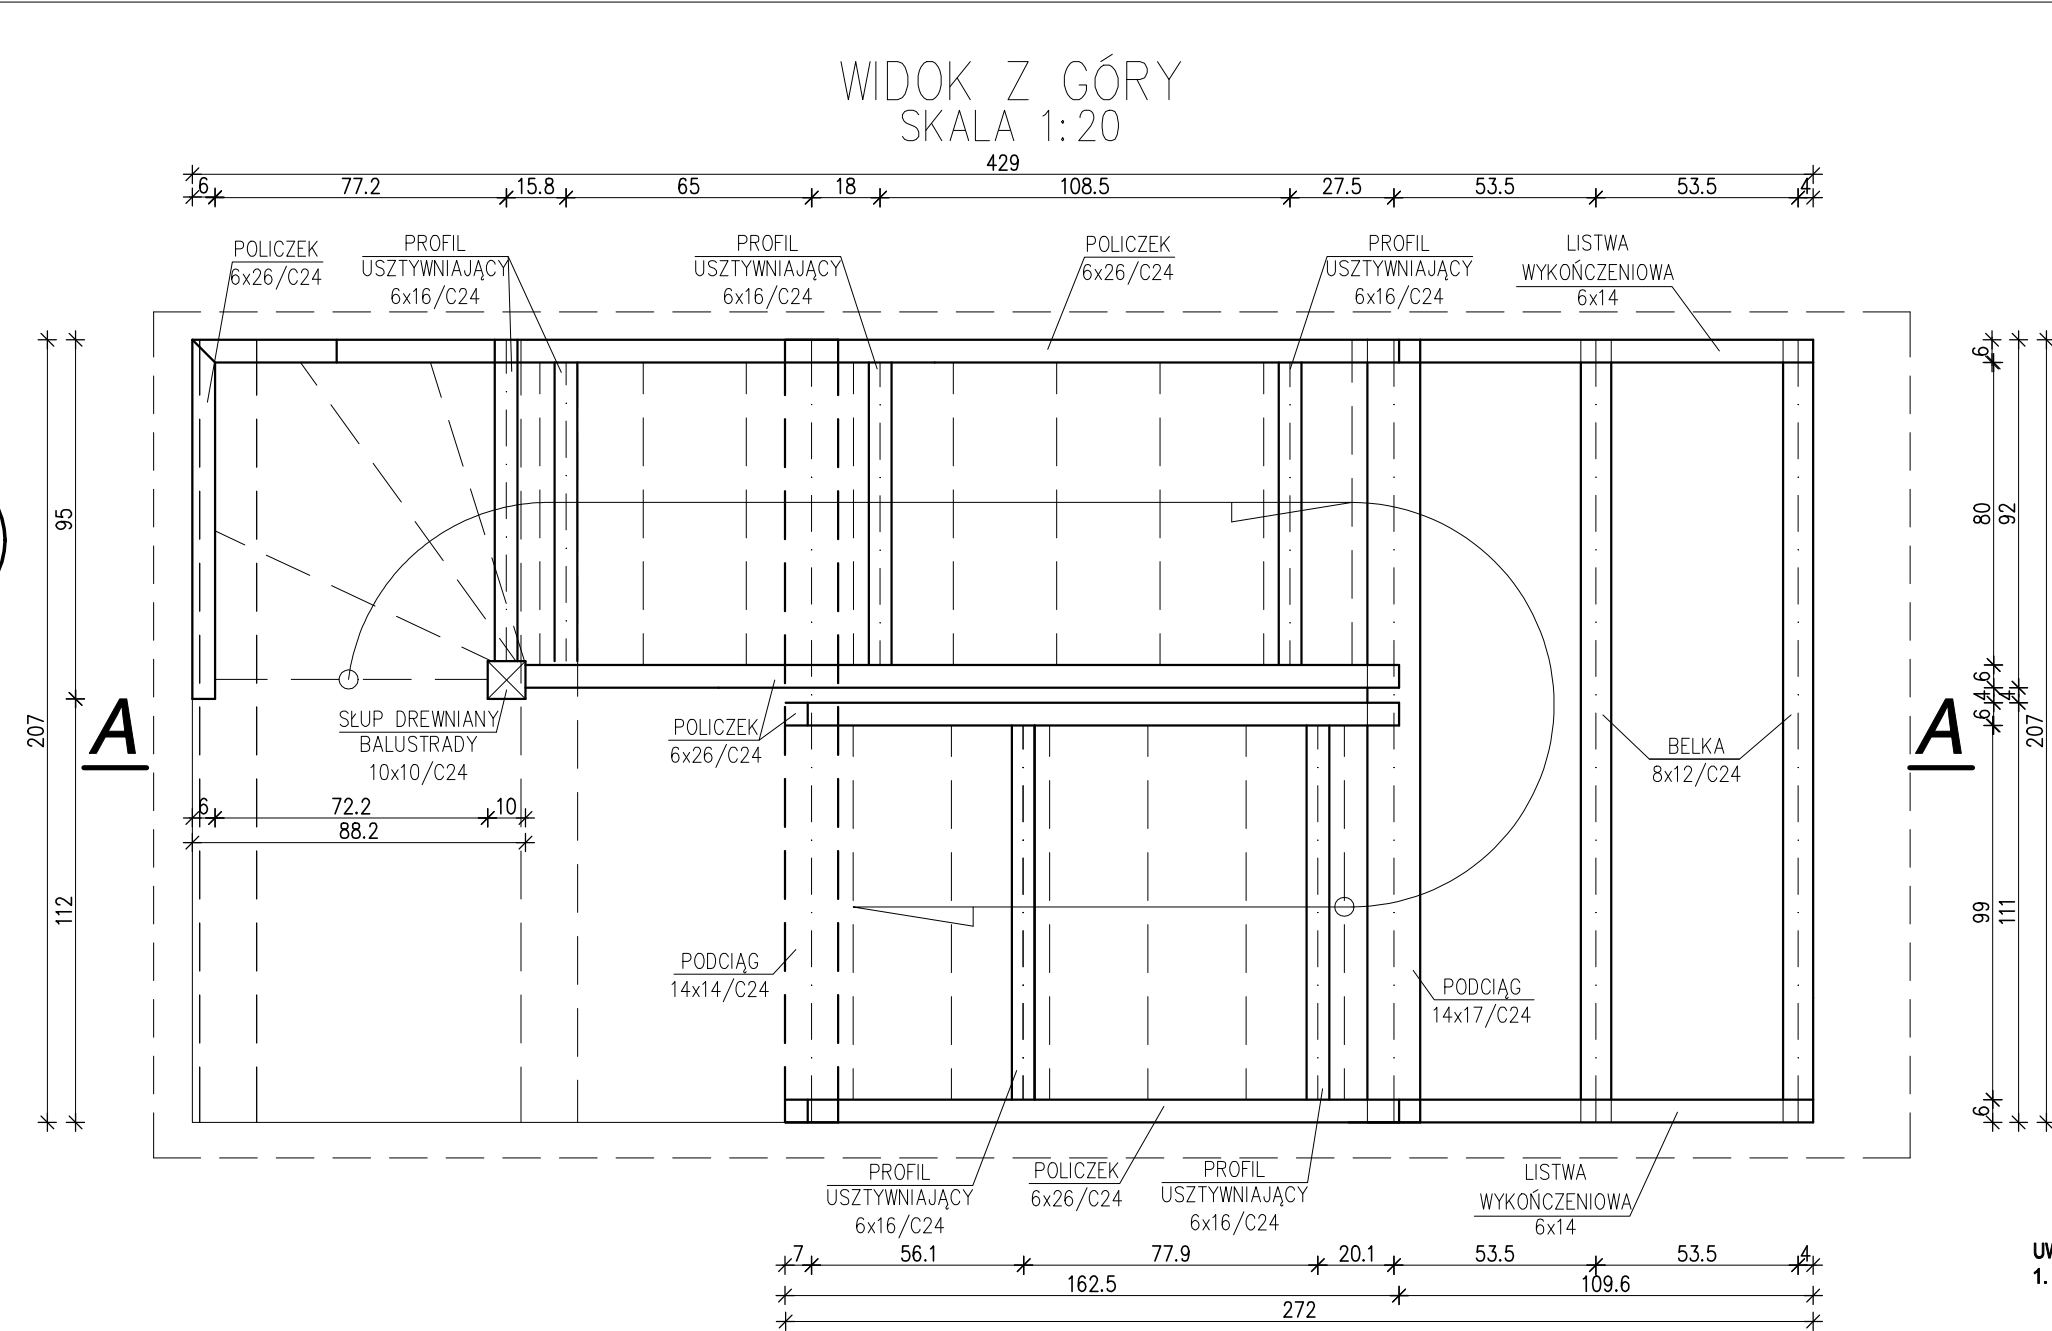 WIDOK Z GÓRY
SKALA 1:20
429
6 77.2 15.8 65 18 108.5 27.5 53.5 53.5 4
POLICZEK
6x26/C24
PROFIL
USZTYWNIAJĄCY
6x16/C24
PROFIL
USZTYWNIAJĄCY
6x16/C24
POLICZEK
6x26/C24
PROFIL
USZTYWNIAJĄCY
6x16/C24
LISTWA
WYKOŃCZENIOWA
6x14
207
95
112
6
80
92
6
4
4
6
207
99
111
6
A
A
SŁUP DREWNIANY
BALUSTRADY
10x10/C24
POLICZEK
6x26/C24
BELKA
8x12/C24
6 72.2 10
88.2
PODCIĄG
14x14/C24
PODCIĄG
14x17/C24
PROFIL
USZTYWNIAJĄCY
6x16/C24
POLICZEK
6x26/C24
PROFIL
USZTYWNIAJĄCY
6x16/C24
LISTWA
WYKOŃCZENIOWA
6x14
7 56.1 77.9 20.1 53.5 53.5 4
162.5 109.6
272
1.